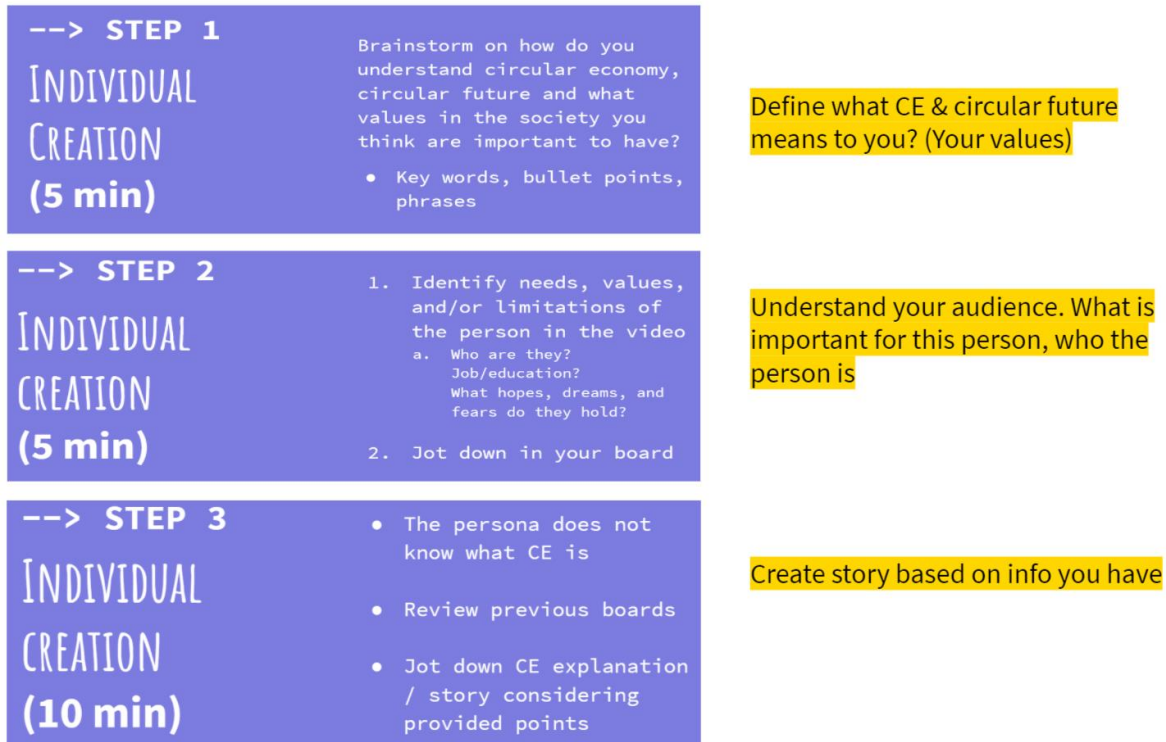 --> STEP 1
INDIVIDUAL
CREATION
(5 min)
Brainstorm on how do you
understand circular economy,
circular future and what
values in the society you
think are important to have?
● Key words, bullet points,
phrases
Define what CE & circular future
means to you? (Your values)
--> STEP 2
INDIVIDUAL
CREATION
(5 min)
1. Identify needs, values,
and/or limitations of
the person in the video
a. Who are they?
Job/education?
What hopes, dreams, and
fears do they hold?
2. Jot down in your board
Understand your audience. What is
important for this person, who the
person is
--> STEP 3
INDIVIDUAL
CREATION
(10 min)
● The persona does not
know what CE is
● Review previous boards
● Jot down CE explanation
/ story considering
provided points
Create story based on info you have